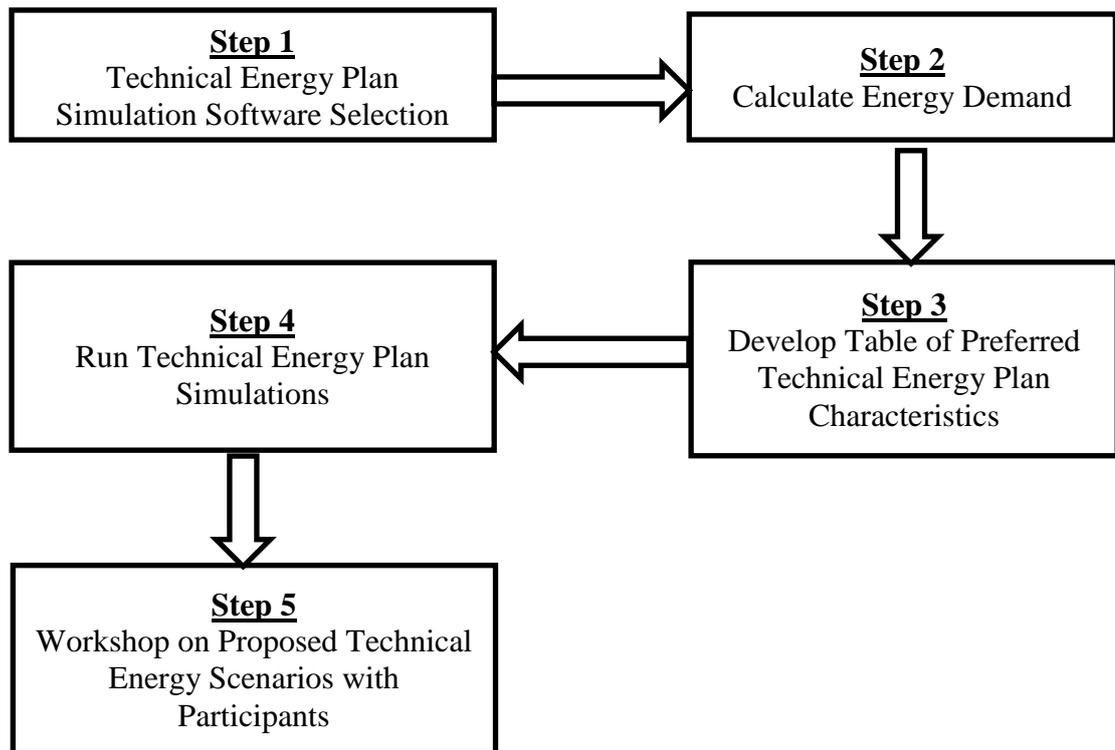 Step 1
Technical Energy Plan
Simulation Software Selection
Step 2
Calculate Energy Demand
Step 3
Develop Table of Preferred
Technical Energy Plan
Characteristics
Step 4
Run Technical Energy Plan
Simulations
Step 5
Workshop on Proposed Technical
Energy Scenarios with
Participants